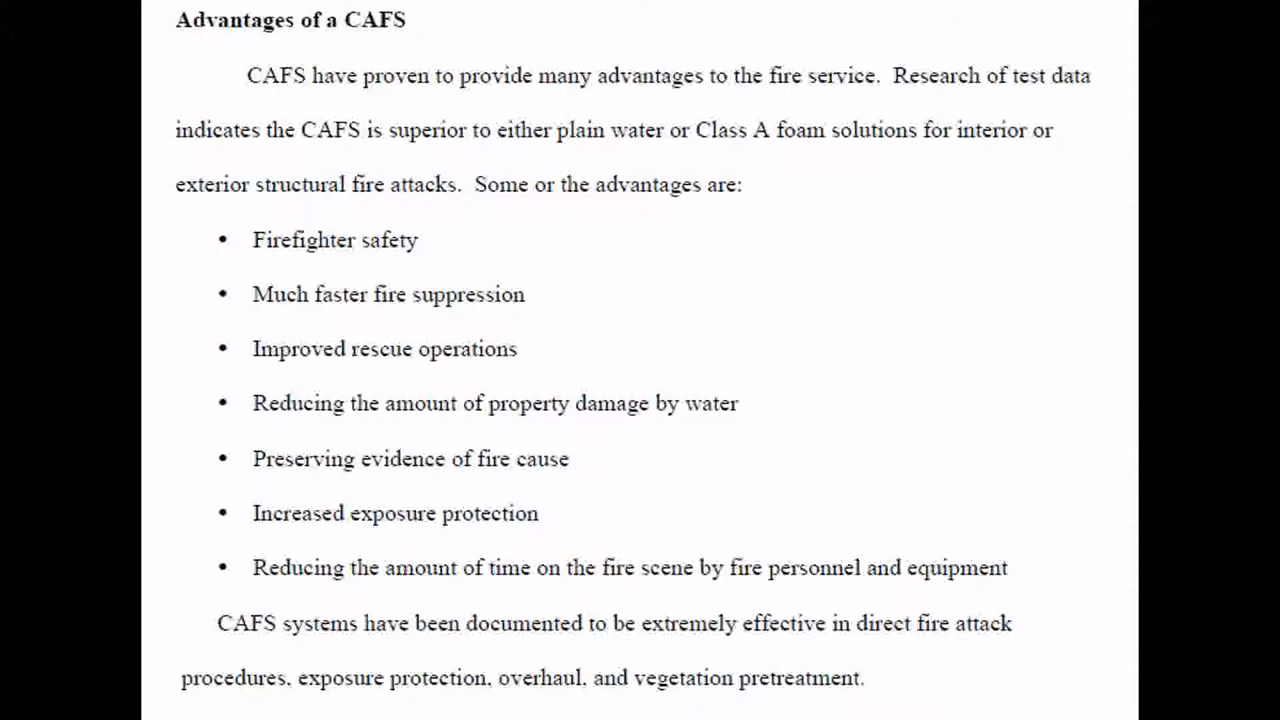 Advantages of a CAFS
CAFS have proven to provide many advantages to the fire service. Research of test data
indicates the CAFS is superior to either plain water or Class A foam solutions for interior or
exterior structural fire attacks. Some or the advantages are:
• Firefighter safety
• Much faster fire suppression
• Improved rescue operations
• Reducing the amount of property damage by water
• Preserving evidence of fire cause
• Increased exposure protection
• Reducing the amount of time on the fire scene by fire personnel and equipment
CAFS systems have been documented to be extremely effective in direct fire attack
procedures, exposure protection, overhaul, and vegetation pretreatment.